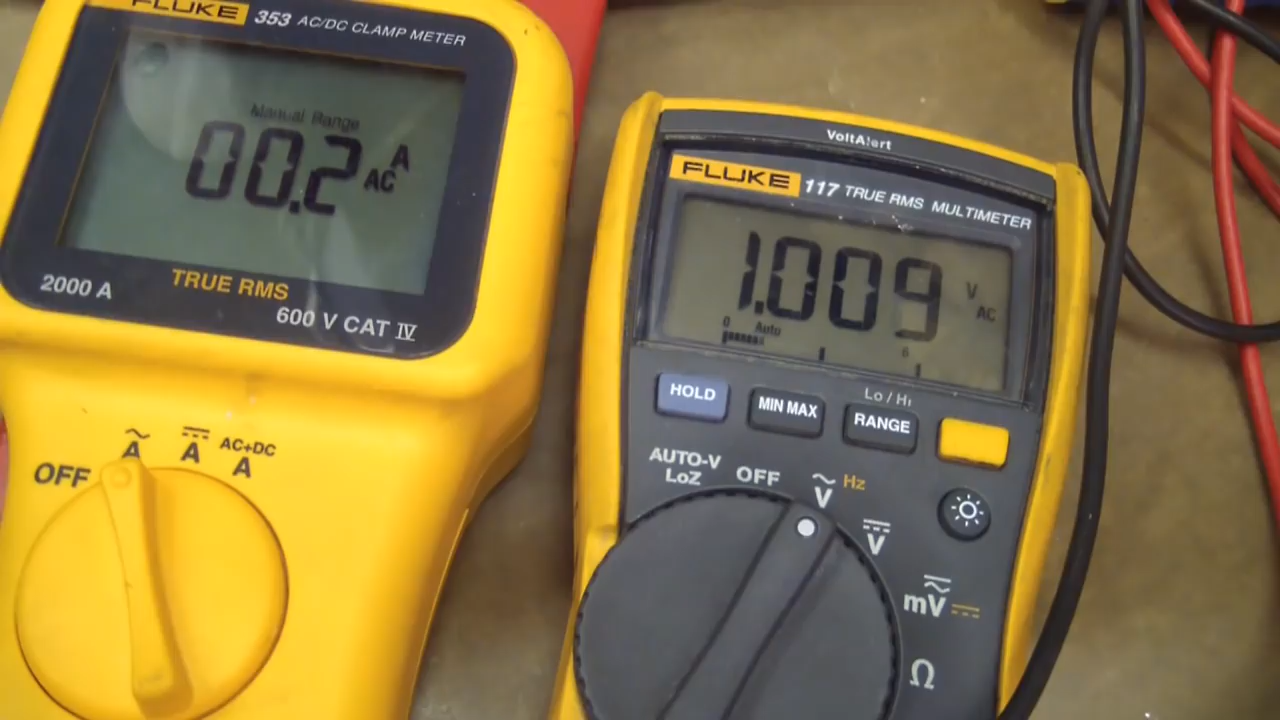 FLUKE 353 AC/DC CLAMP METER
Manual Range
00.2 AC A
2000 A
TRUE RMS
600 V CAT IV
OFF
A
A
AC+DC
A
VoltAlert
FLUKE 117 TRUE RMS MULTIMETER
1.009 V AC
0 Auto 6
Lo / Hi
HOLD
MIN MAX
RANGE
AUTO-V
LoZ
OFF
V Hz
V
mV
Ω